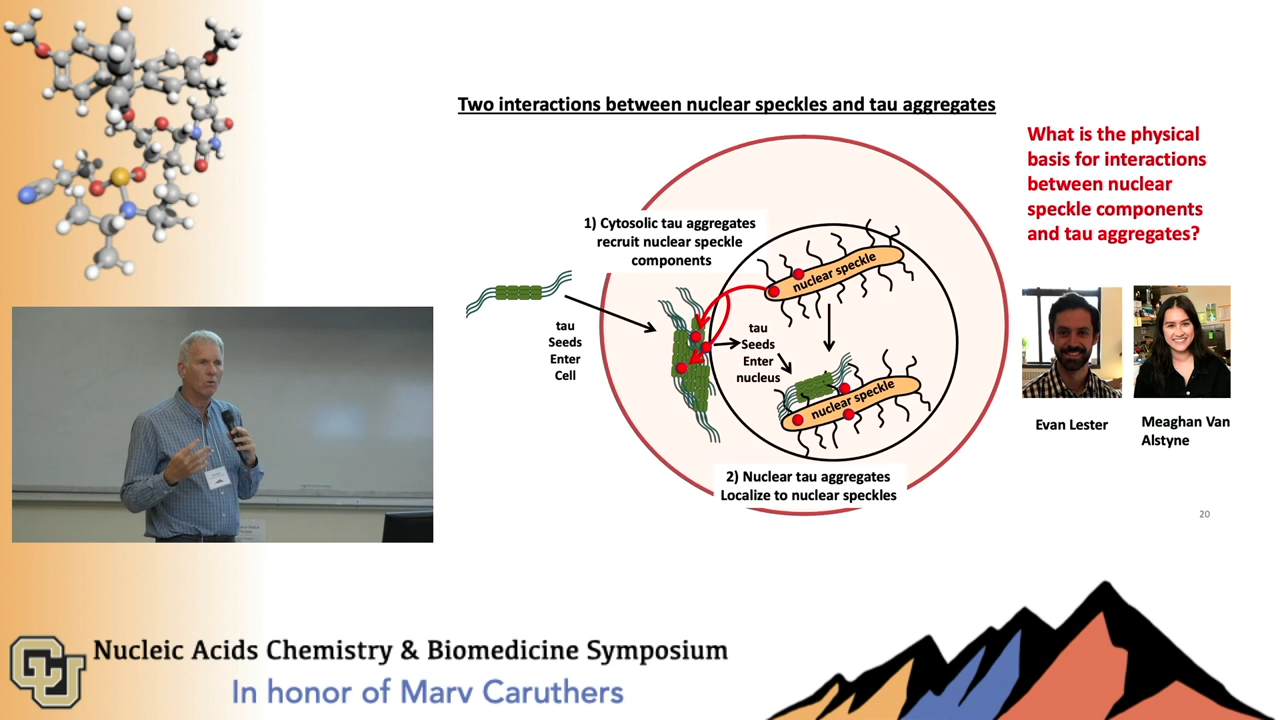 Two interactions between nuclear speckles and tau aggregates
What is the physical
basis for interactions
between nuclear
speckle components
and tau aggregates?
1) Cytosolic tau aggregates
recruit nuclear speckle
components
nuclear speckle
tau
Seeds
Enter
Cell
tau
Seeds
Enter
nucleus
nuclear speckle
2) Nuclear tau aggregates
Localize to nuclear speckles
Evan Lester
Meaghan Van
Alstyne
20
CU
Nucleic Acids Chemistry & Biomedicine Symposium
In honor of Marv Caruthers